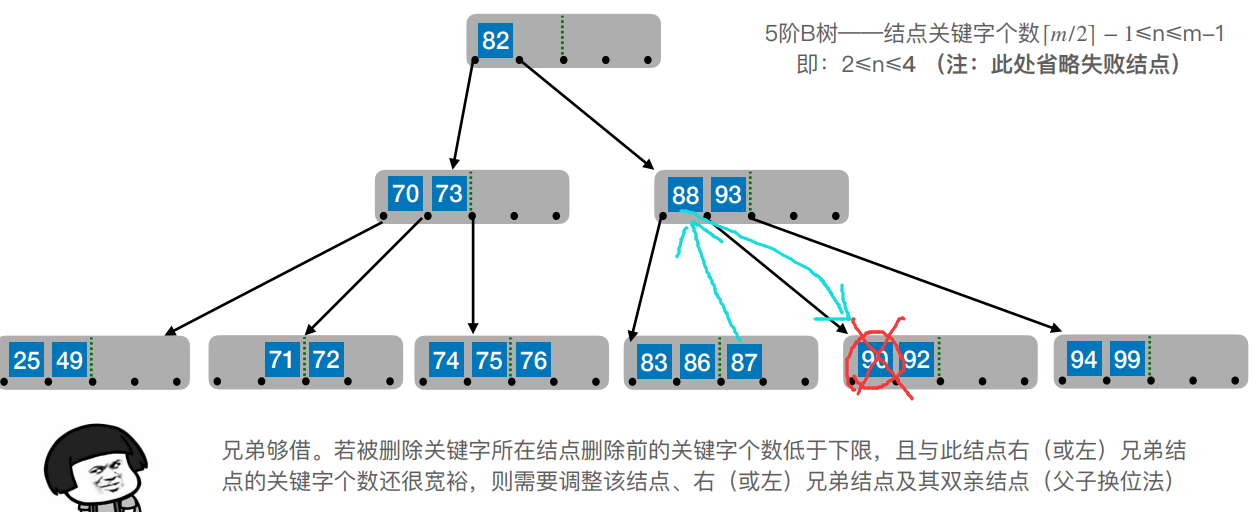 82
5阶B树——结点关键字个数⌈m/2⌉ − 1≤n≤m–1
即：2≤n≤4 （注：此处省略失败结点）
70 73
88 93
25 49
71 72
74 75 76
83 86 87
90 92
94 99
兄弟够借。若被删除关键字所在结点删除前的关键字个数低于下限，且与此结点右（或左）兄弟结
点的关键字个数还很宽裕，则需要调整该结点、右（或左）兄弟结点及其双亲结点（父子换位法）